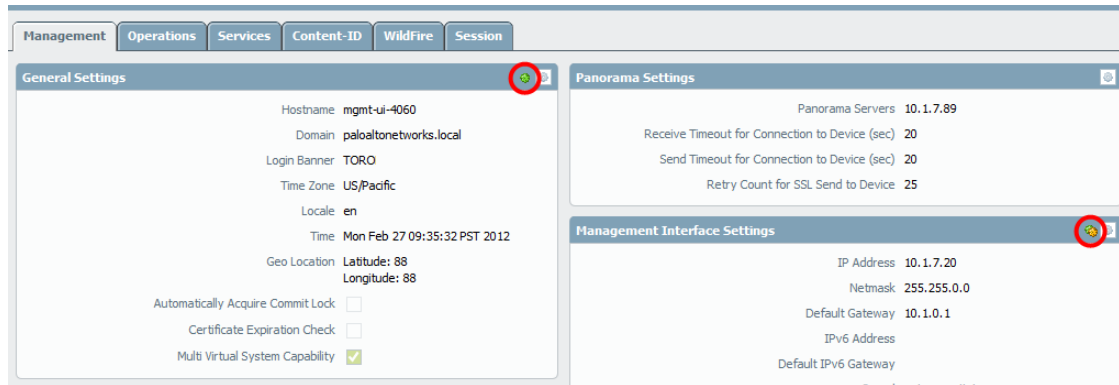 Management Operations Services Content-ID WildFire Session
General Settings
Hostname mgmt-ui-4060
Domain paloaltonetworks.local
Login Banner TORO
Time Zone US/Pacific
Locale en
Time Mon Feb 27 09:35:32 PST 2012
Geo Location Latitude: 88
Longitude: 88
Automatically Acquire Commit Lock
Certificate Expiration Check
Multi Virtual System Capability
Panorama Settings
Panorama Servers 10.1.7.89
Receive Timeout for Connection to Device (sec) 20
Send Timeout for Connection to Device (sec) 20
Retry Count for SSL Send to Device 25
Management Interface Settings
IP Address 10.1.7.20
Netmask 255.255.0.0
Default Gateway 10.1.0.1
IPv6 Address
Default IPv6 Gateway